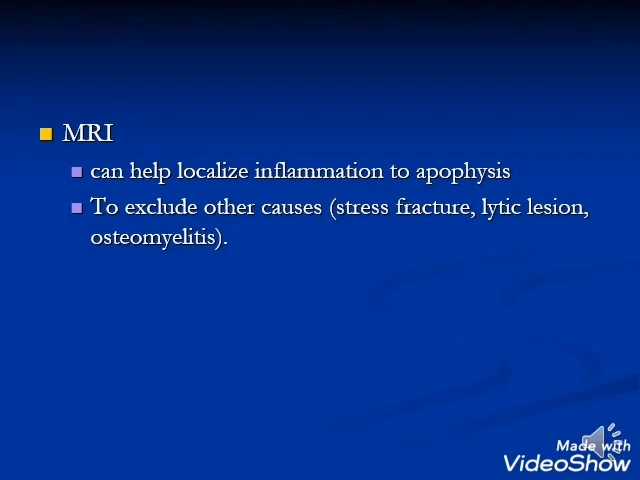 MRI
can help localize inflammation to apophysis
To exclude other causes (stress fracture, lytic lesion,
osteomyelitis).
Made with
VideoShow